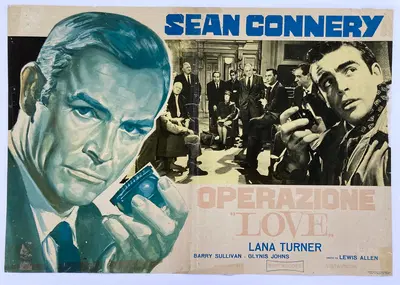 SEAN CONNERY
OPERAZIONE
"LOVE"
LANA TURNER
BARRY SULLIVAN - GLYNIS JOHNS
LEWIS ALLEN